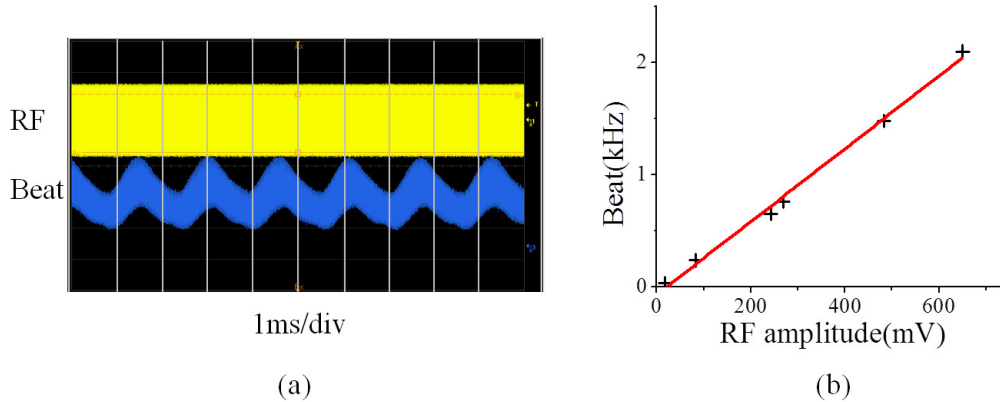 RF
Beat
1ms/div
(a)
Beat(kHz)
2
1
0
0 200 400 600
RF amplitude(mV)
(b)